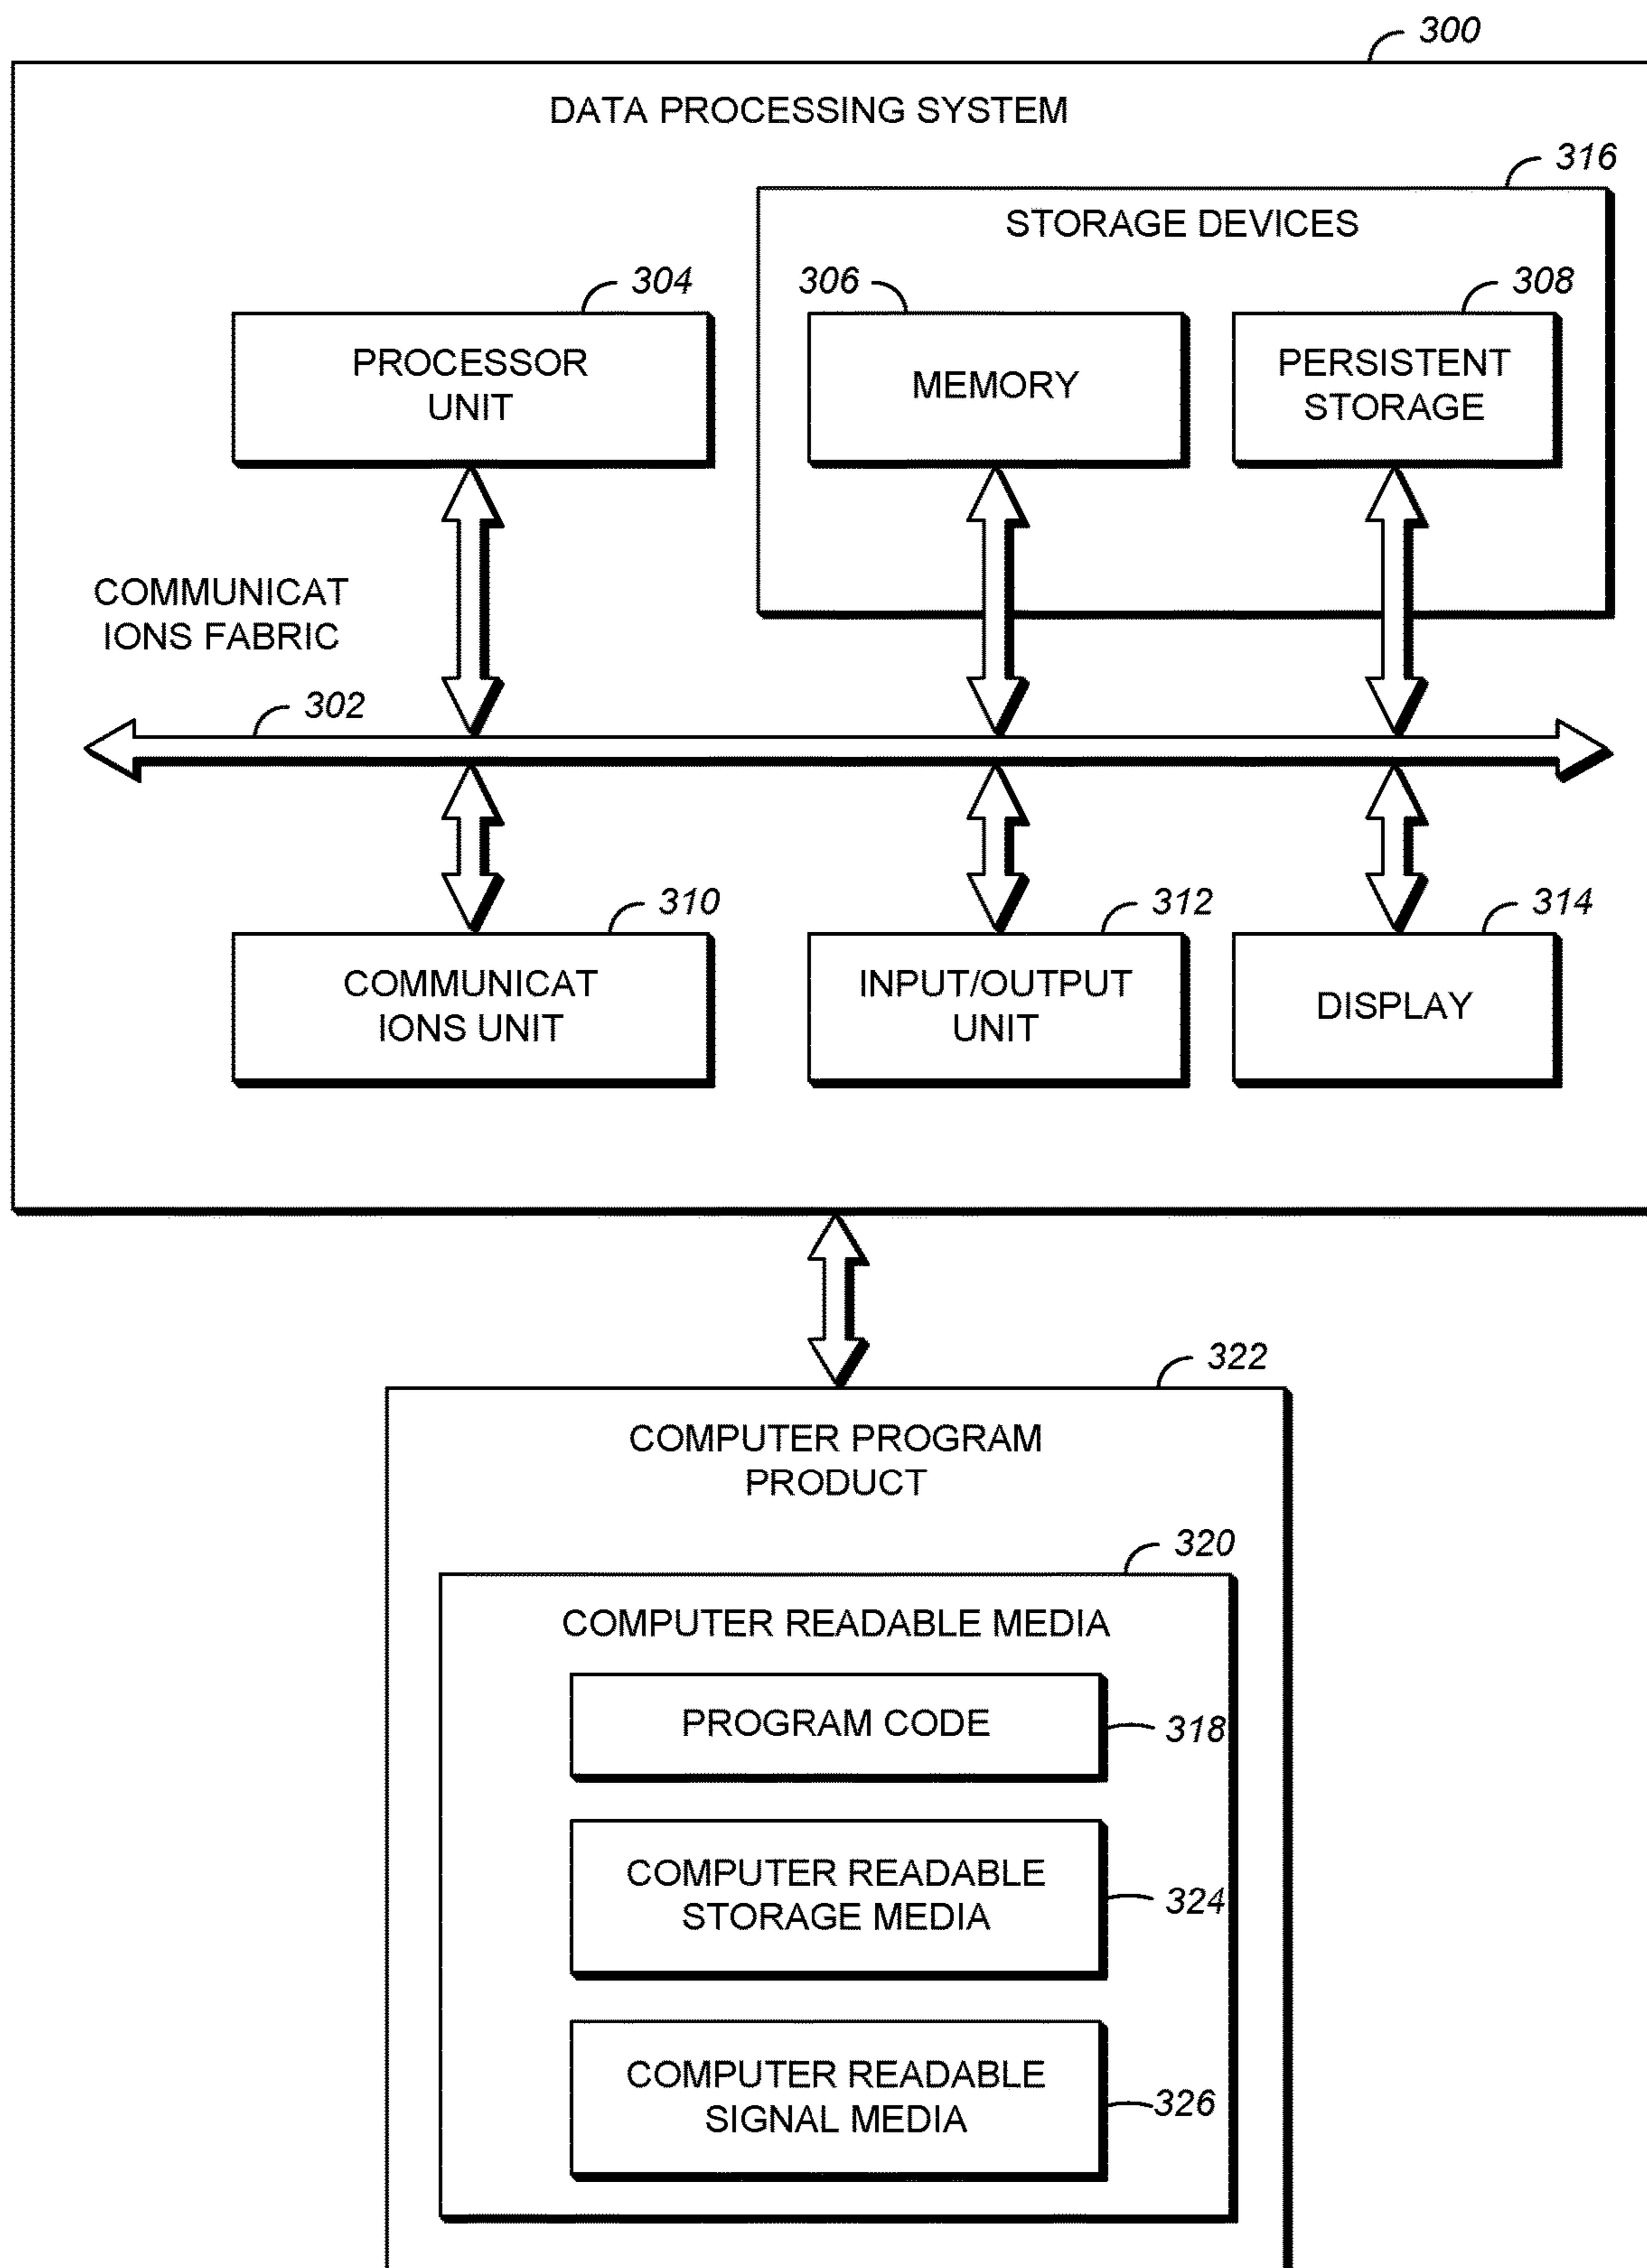 300
DATA PROCESSING SYSTEM
316
STORAGE DEVICES
304
306
308
PROCESSOR
UNIT
MEMORY
PERSISTENT
STORAGE
COMMUNICAT
IONS FABRIC
302
310
312
314
COMMUNICAT
IONS UNIT
INPUT/OUTPUT
UNIT
DISPLAY
322
COMPUTER PROGRAM
PRODUCT
320
COMPUTER READABLE MEDIA
PROGRAM CODE
318
COMPUTER READABLE
STORAGE MEDIA
324
COMPUTER READABLE
SIGNAL MEDIA
326